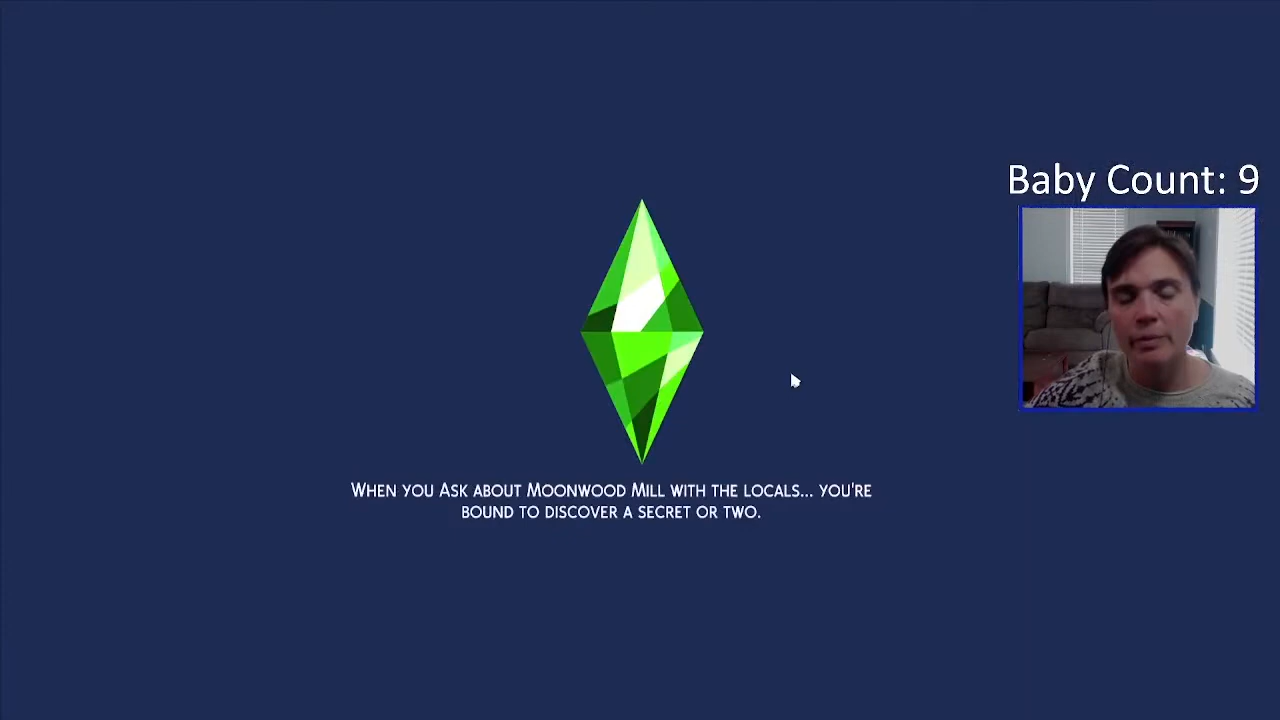 Baby Count: 9
When you Ask about Moonwood Mill with the locals... you're
bound to discover a secret or two.